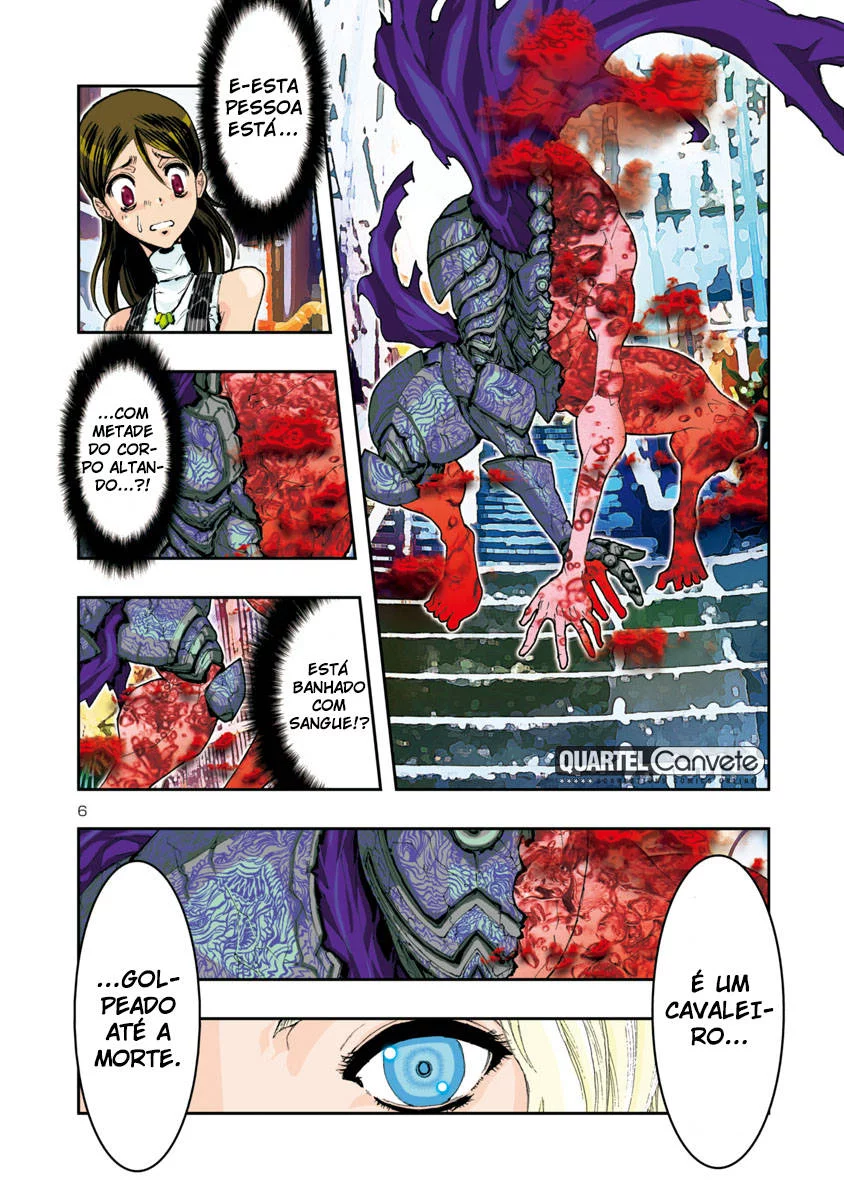 E-ESTA
PESSOA
ESTÁ...
...COM
METADE
DO COR-
PO ALTAN-
DO...?!
ESTÁ
BANHADO
COM
SANGUE!?
QUARTEL Canvete
6
É UM
CAVALEI-
RO...
...GOL-
PEADO
ATÉ A
MORTE.